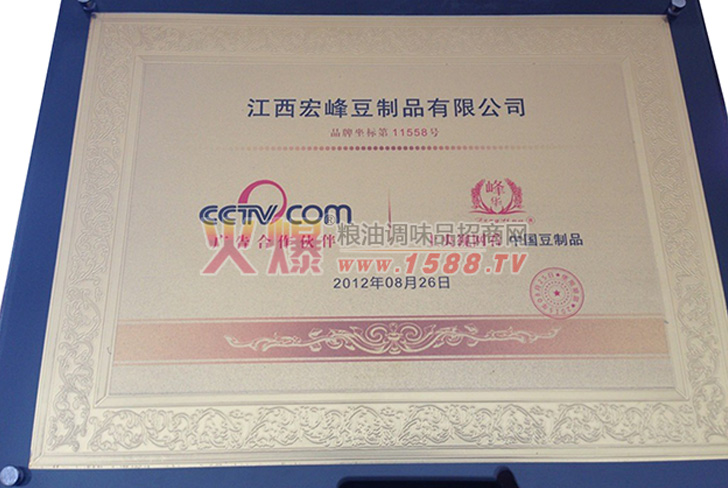 江西宏峰豆制品有限公司
品牌坐标第11558号
CCTV.com®
峰华
广告合作伙伴
中国豆制品
火爆 粮油调味品招商网
www.1588.TV
2012年08月26日